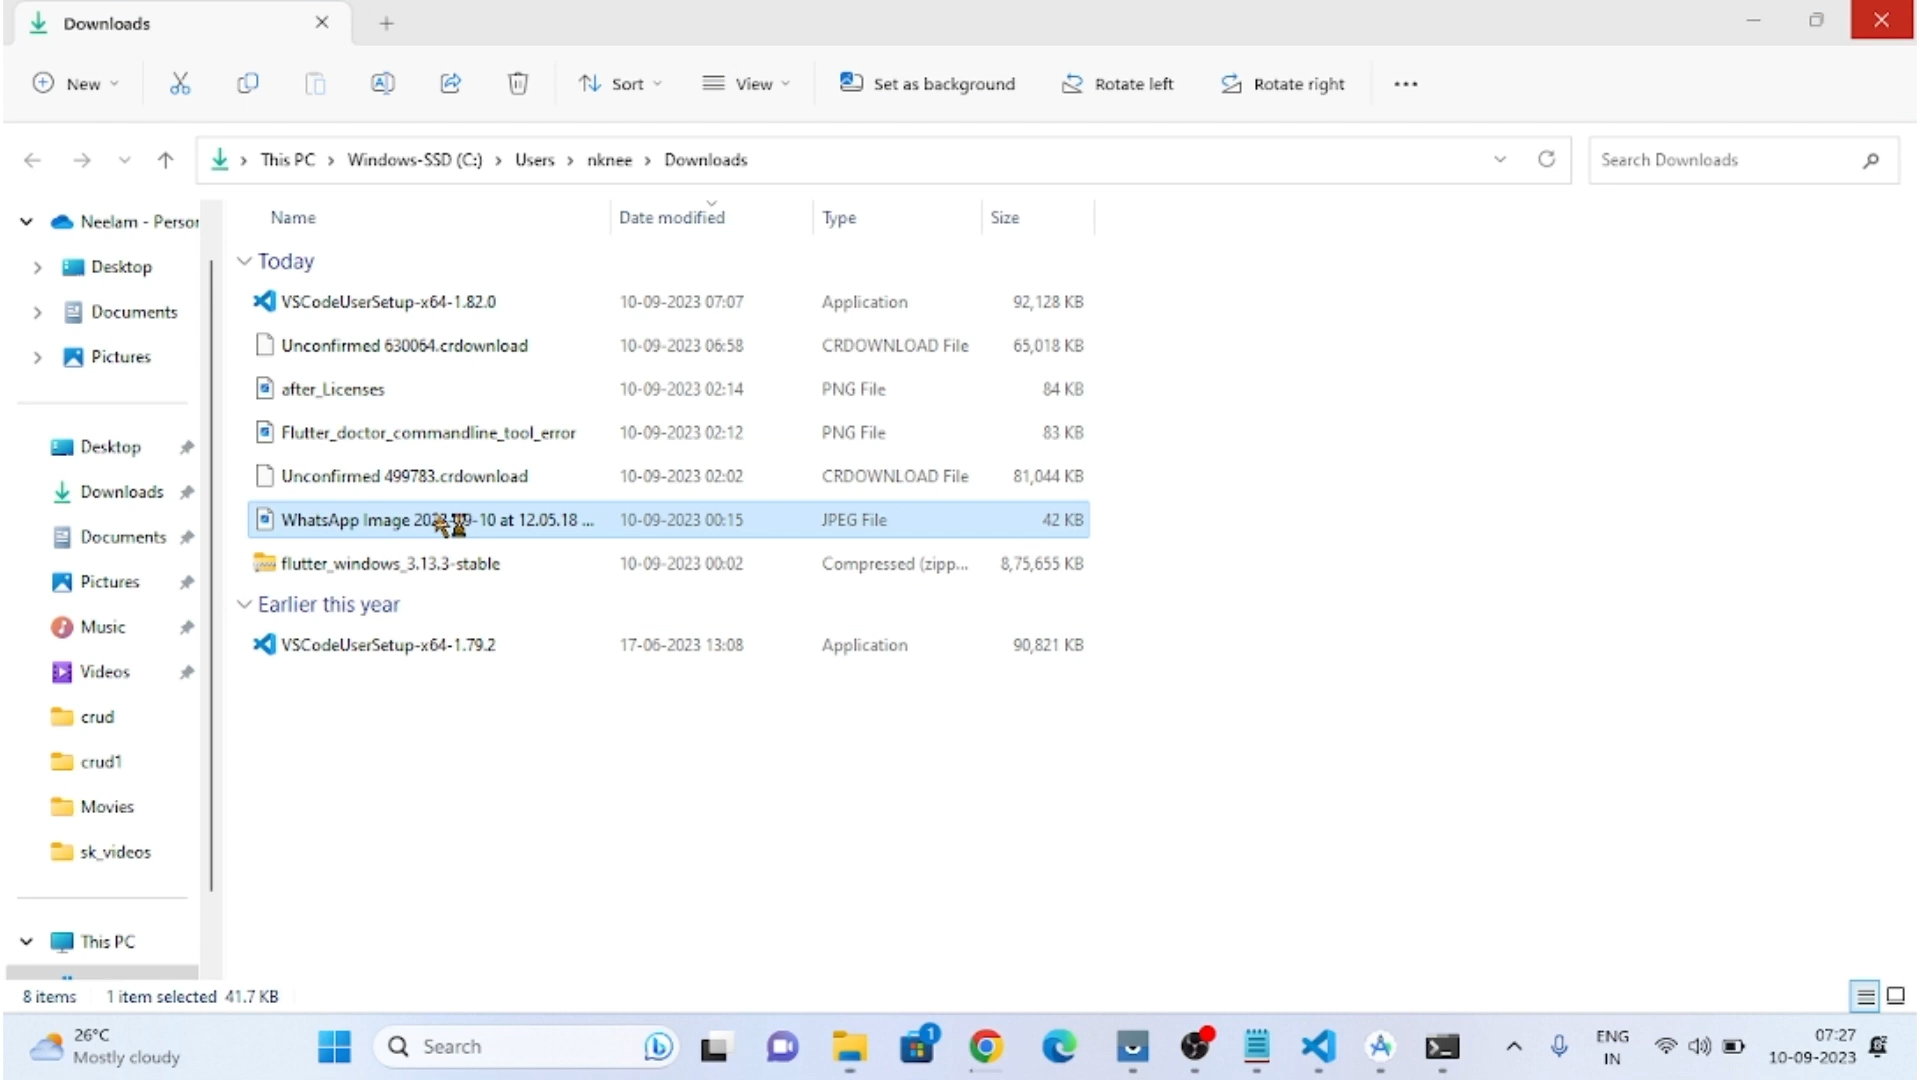 Downloads
New
Sort
View
Set as background
Rotate left
Rotate right
This PC > Windows-SSD (C:) > Users > nknee > Downloads
Search Downloads
Neelam - Persor
Desktop
Documents
Pictures
Desktop
Downloads
Documents
Pictures
Music
Videos
crud
crud1
Movies
sk_videos
This PC
Name Date modified Type Size
Today
VSCodeUserSetup-x64-1.82.0 10-09-2023 07:07 Application 92,128 KB
Unconfirmed 630064.crdownload 10-09-2023 06:58 CRDOWNLOAD File 65,018 KB
after_Licenses 10-09-2023 02:14 PNG File 84 KB
Flutter_doctor_commandline_tool_error 10-09-2023 02:12 PNG File 83 KB
Unconfirmed 499783.crdownload 10-09-2023 02:02 CRDOWNLOAD File 81,044 KB
WhatsApp Image at 12.05.18 ... 10-09-2023 00:15 JPEG File 42 KB
flutter_windows_3.13.3-stable 10-09-2023 00:02 Compressed (zipp... 8,75,655 KB
Earlier this year
VSCodeUserSetup-x64-1.79.2 17-06-2023 13:08 Application 90,821 KB
8 items 1 item selected 41.7 KB
26°C
Mostly cloudy
Search
1
ENG
IN
07:27
10-09-2023